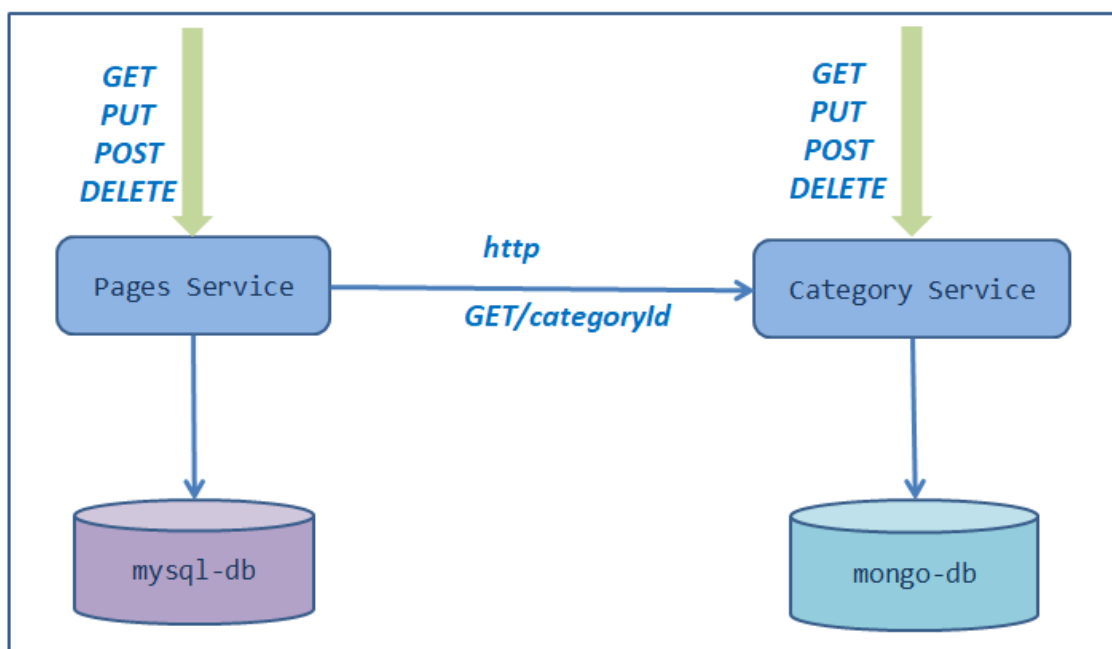 GET
PUT
POST
DELETE
GET
PUT
POST
DELETE
Pages Service
http
GET/categoryId
Category Service
mysql-db
mongo-db